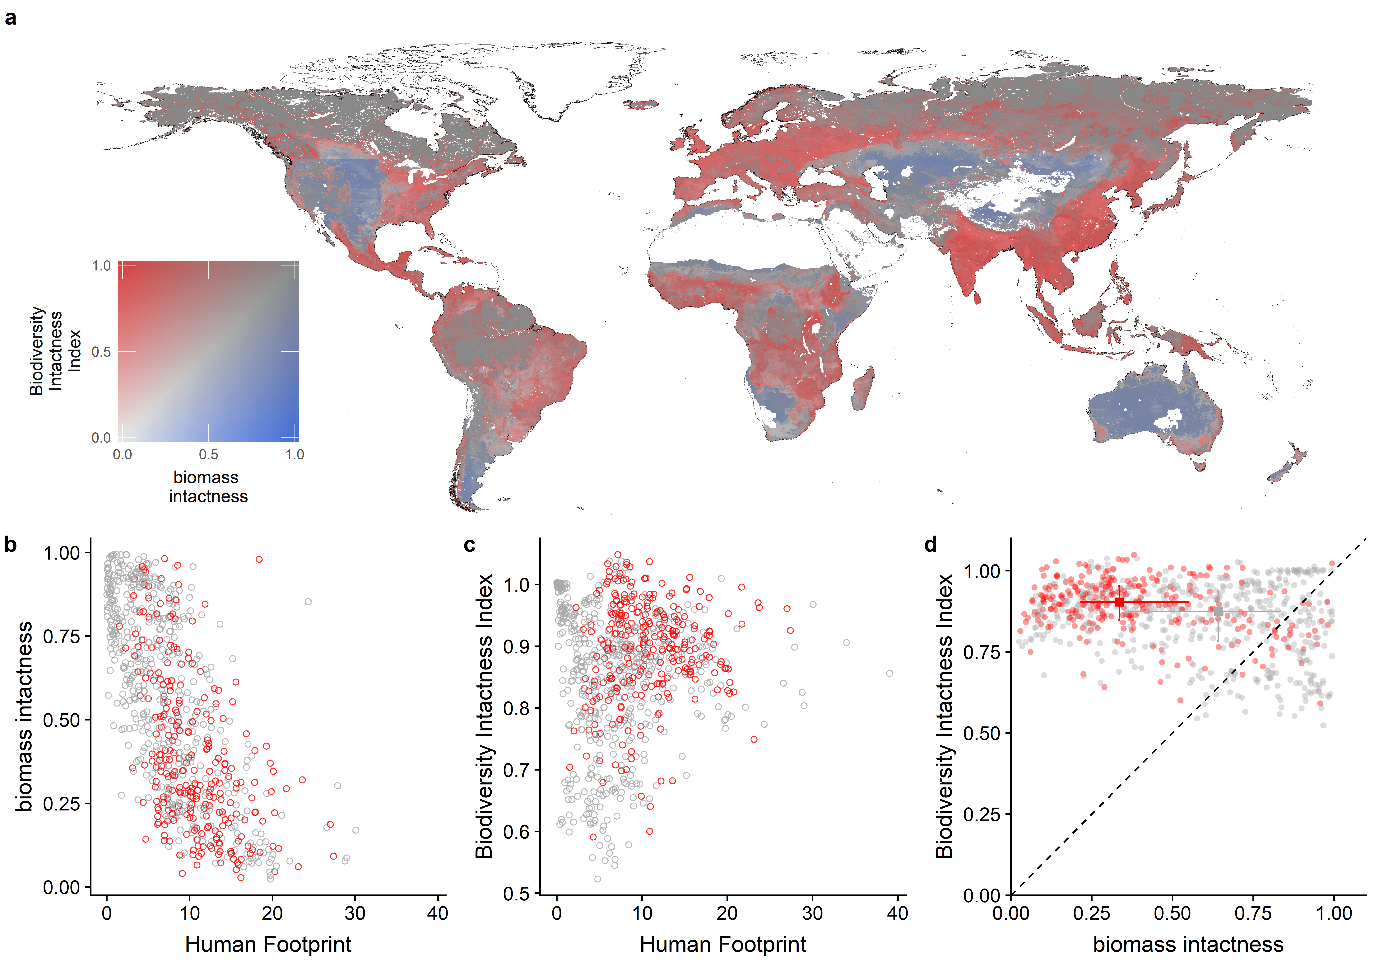 a
1.0
0.5
0.0
Biodiversity
Intactness
Index
0.0 0.5 1.0
biomass
intactness
b
1.00
0.75
0.50
0.25
0.00
biomass intactness
0 10 20 30 40
Human Footprint
c
1.0
0.9
0.8
0.7
0.6
0.5
Biodiversity Intactness Index
0 10 20 30 40
Human Footprint
d
1.00
0.75
0.50
0.25
0.00
Biodiversity Intactness Index
0.00 0.25 0.50 0.75 1.00
biomass intactness